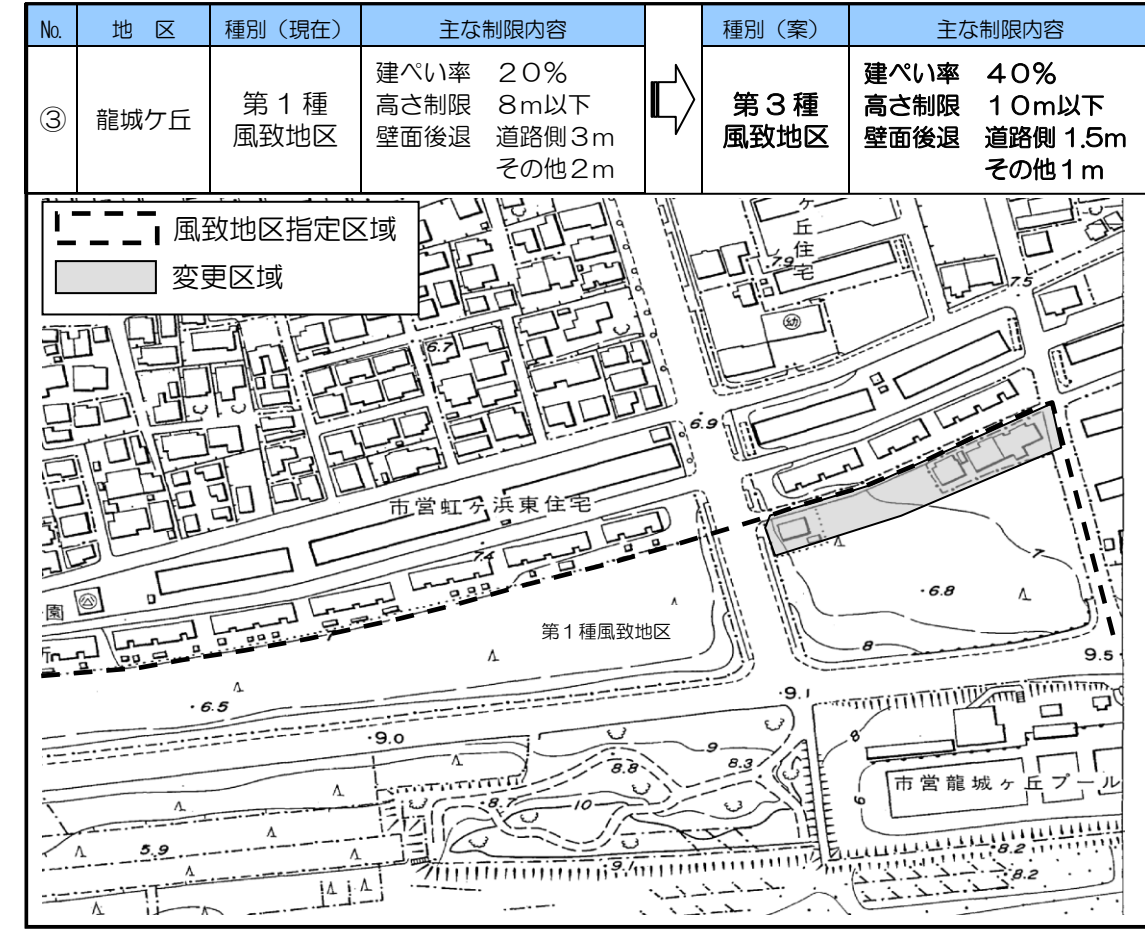 No. 地 区 種別（現在） 主な制限内容 種別（案） 主な制限内容
③ 龍城ケ丘
第１種
風致地区
建ぺい率 ２０％
高さ制限 ８ｍ以下
壁面後退 道路側３ｍ
その他２ｍ
第３種
風致地区
建ぺい率 ４０％
高さ制限 １０ｍ以下
壁面後退 道路側 1.5ｍ
その他１ｍ
風致地区指定区域
変更区域
ヶ丘住宅
7.9
7.5
幼
6.7
6.9
市営虹ヶ浜東住宅
7.4
公
園
7
7
6.8
第１種風致地区
8
9.5
6.5
9.1
9.0
9
8
8.8
8.3
市営龍城ヶ丘プール
8.7
10
6
5.9
9.1
8.2
8.2